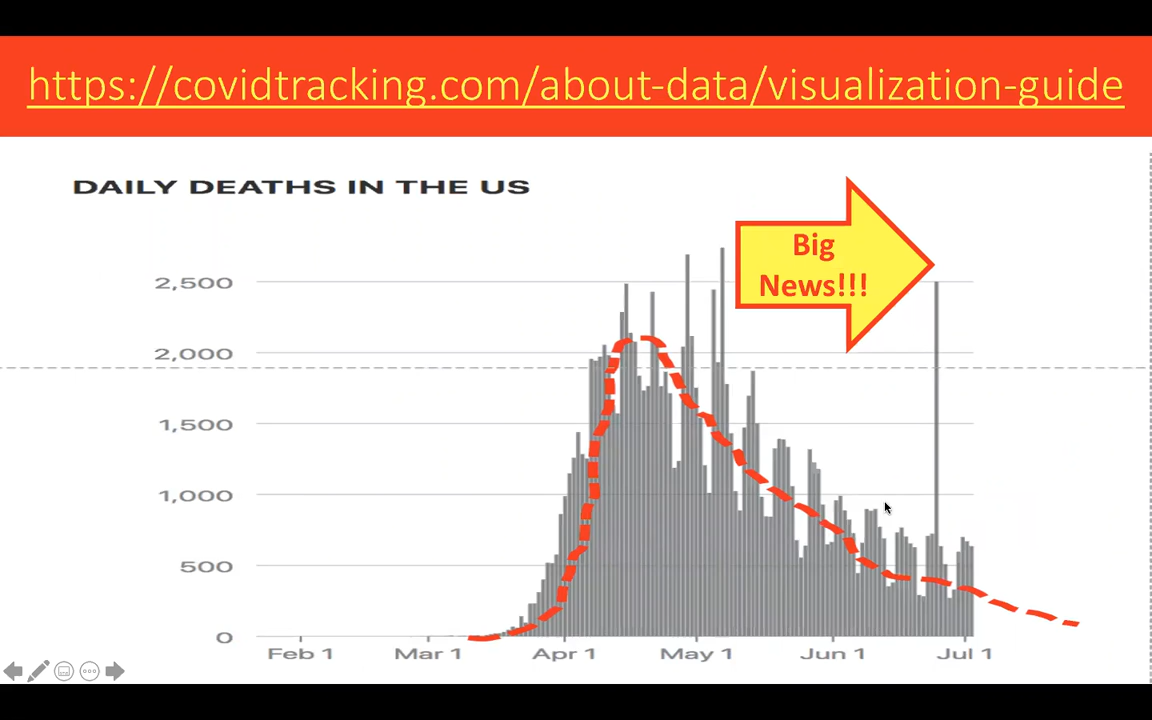 https://covidtracking.com/about-data/visualization-guide
DAILY DEATHS IN THE US
Big
News!!!
2,500
2,000
1,500
1,000
500
0
Feb 1 Mar 1 Apr 1 May 1 Jun 1 Jul 1